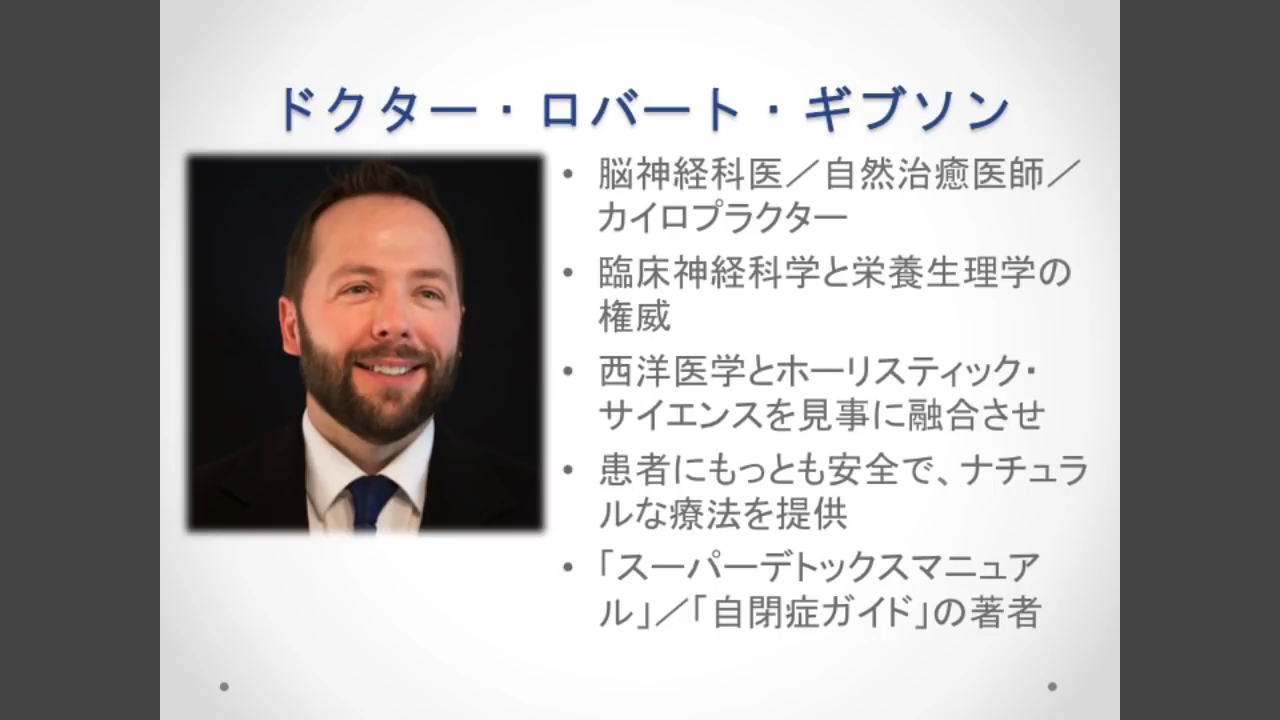 ドクター・ロバート・ギブソン
• 脳神経科医／自然治癒医師／
カイロプラクター
• 臨床神経科学と栄養生理学の
権威
• 西洋医学とホーリスティック・
サイエンスを見事に融合させ
• 患者にもっとも安全で、ナチュラ
ルな療法を提供
• 「スーパーデトックスマニュア
ル」／「自閉症ガイド」の著者